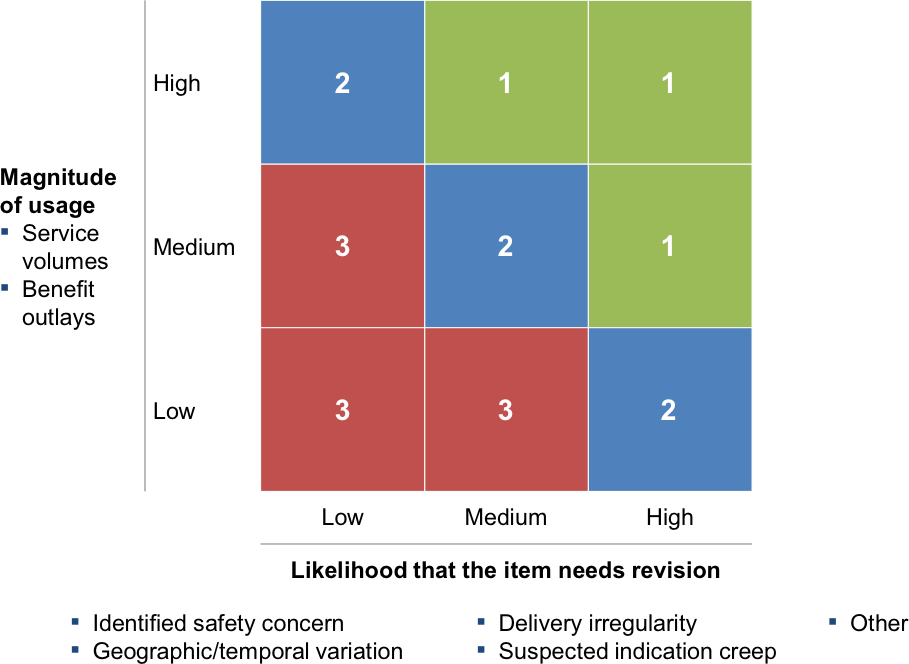 High
2 1 1
Magnitude
of usage
▪ Service
volumes
▪ Benefit
outlays
Medium
3 2 1
Low
3 3 2
Low Medium High
Likelihood that the item needs revision
▪ Identified safety concern
▪ Geographic/temporal variation
▪ Delivery irregularity
▪ Suspected indication creep
▪ Other